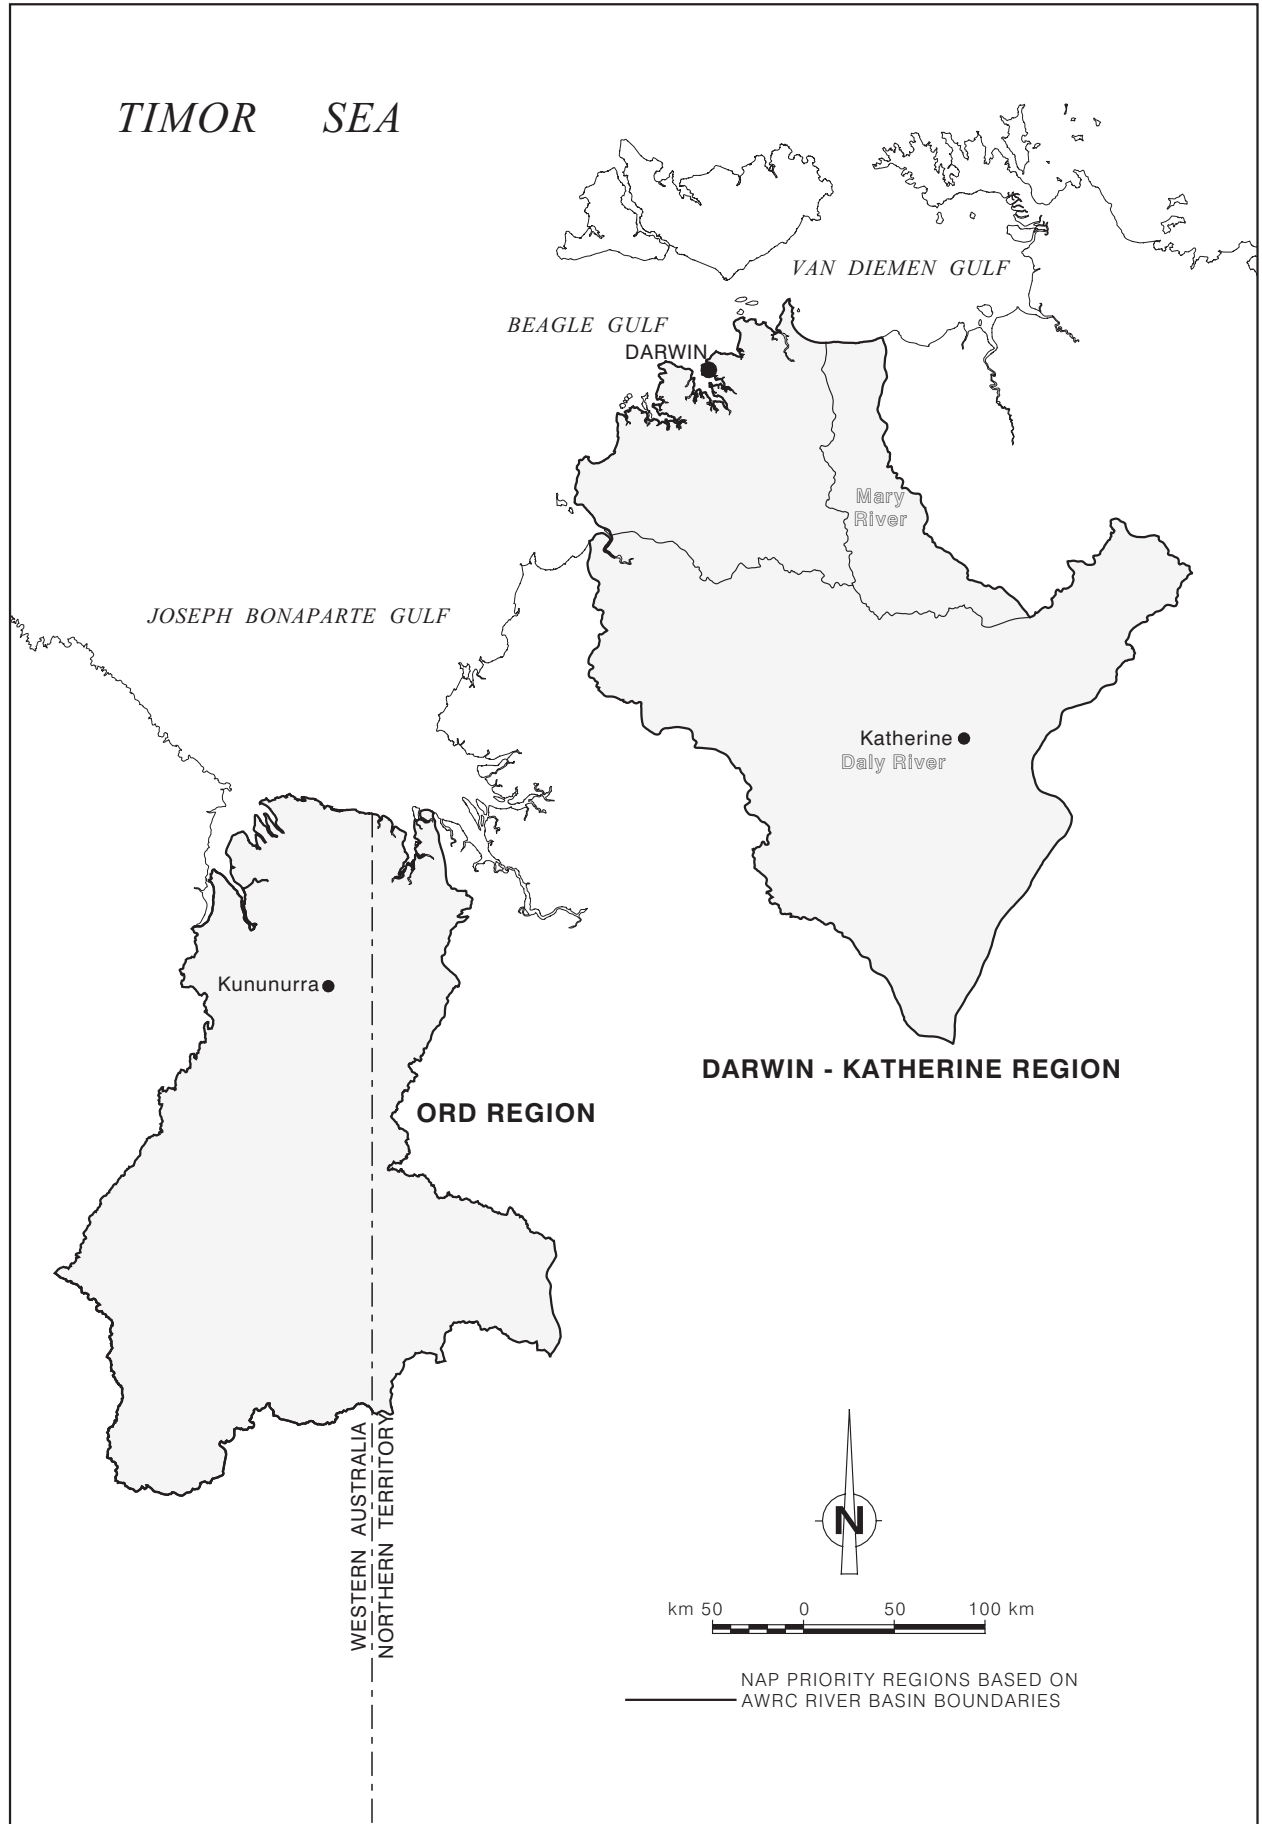 TIMOR SEA
VAN DIEMEN GULF
BEAGLE GULF
DARWIN
Mary
River
JOSEPH BONAPARTE GULF
Katherine
Daly River
Kununurra
DARWIN - KATHERINE REGION
ORD REGION
WESTERN AUSTRALIA
NORTHERN TERRITORY
N
km 50 0 50 100 km
NAP PRIORITY REGIONS BASED ON
AWRC RIVER BASIN BOUNDARIES